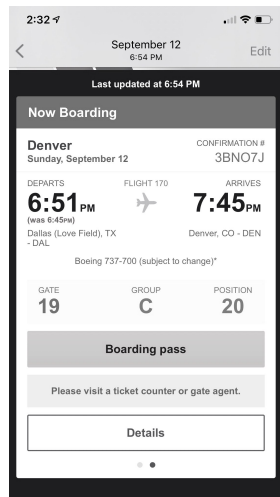 2:32
September 12
6:54 PM
Edit
Last updated at 6:54 PM
Now Boarding
Denver
Sunday, September 12
CONFIRMATION #
3BNO7J
DEPARTS
FLIGHT 170
ARRIVES
6:51PM
7:45PM
(was 6:45PM)
Dallas (Love Field), TX
- DAL
Denver, CO - DEN
Boeing 737-700 (subject to change)*
GATE
GROUP
POSITION
19
C
20
Boarding pass
Please visit a ticket counter or gate agent.
Details